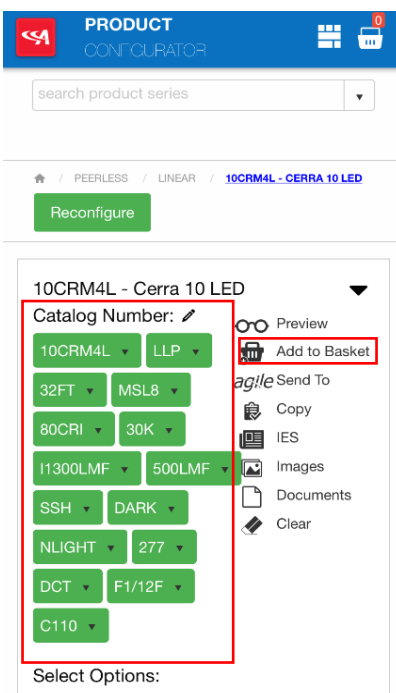 PRODUCT
CONFIGURATOR
0
search product series
/ PEERLESS / LINEAR / 10CRM4L - CERRA 10 LED
Reconfigure
10CRM4L - Cerra 10 LED
Catalog Number:
10CRM4L LLP
32FT MSL8
80CRI 30K
I1300LMF 500LMF
SSH DARK
NLIGHT 277
DCT F1/12F
C110
Preview
Add to Basket
agile Send To
Copy
IES
Images
Documents
Clear
Select Options: